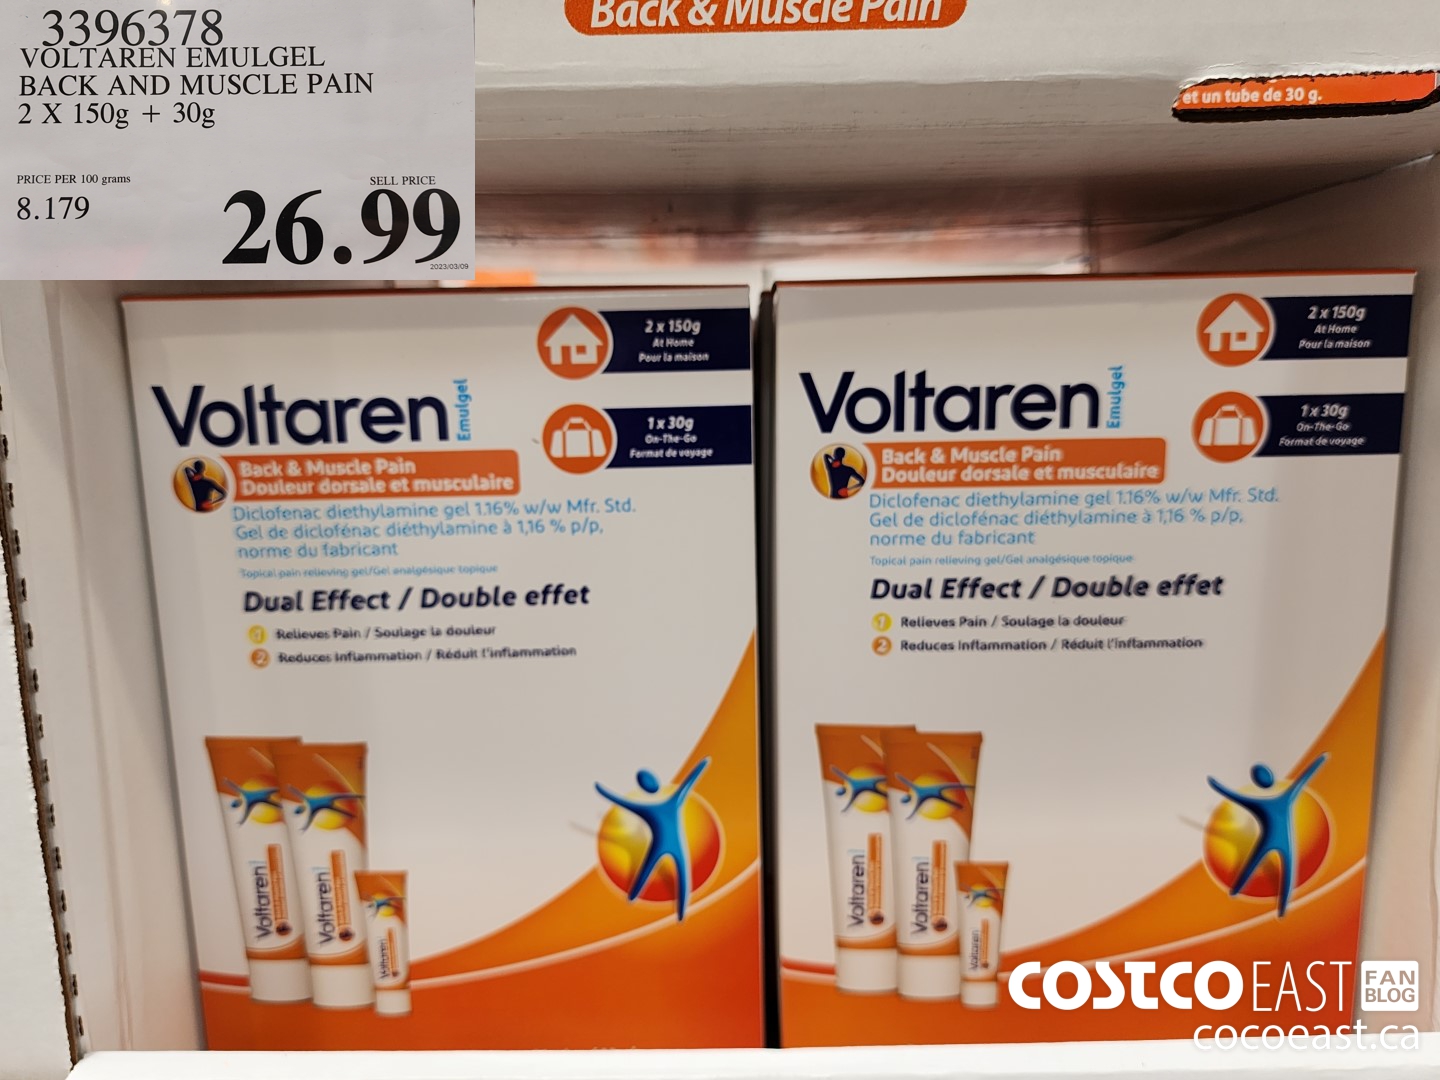 3396378
VOLTAREN EMULGEL
BACK AND MUSCLE PAIN
2 X 150g + 30g
PRICE PER 100 grams
8.179
SELL PRICE
26.99
2023/03/09
Back & Muscle Pain
et un tube de 30 g.
2 x 150g
At Home
Pour la maison
Voltaren
Emulgel
1 x 30g
On-The-Go
Format de voyage
Back & Muscle Pain
Douleur dorsale et musculaire
Diclofenac diethylamine gel 1.16% w/w Mfr. Std.
Gel de diclofénac diéthylamine à 1,16 % p/p,
norme du fabricant
Topical pain relieving gel/Gel analgésique topique
Dual Effect / Double effet
1 Relieves Pain / Soulage la douleur
2 Reduces Inflammation / Réduit l'inflammation
Voltaren
Voltaren
Voltaren
2 x 150g
At Home
Pour la maison
Voltaren
Emulgel
1 x 30g
On-The-Go
Format de voyage
Back & Muscle Pain
Douleur dorsale et musculaire
Diclofenac diethylamine gel 1.16% w/w Mfr. Std.
Gel de diclofénac diéthylamine à 1,16 % p/p,
norme du fabricant
Topical pain relieving gel/Gel analgésique topique
Dual Effect / Double effet
1 Relieves Pain / Soulage la douleur
2 Reduces Inflammation / Réduit l'inflammation
Voltaren
Voltaren
Voltaren
COSTCO EAST FAN BLOG
cocoeast.ca